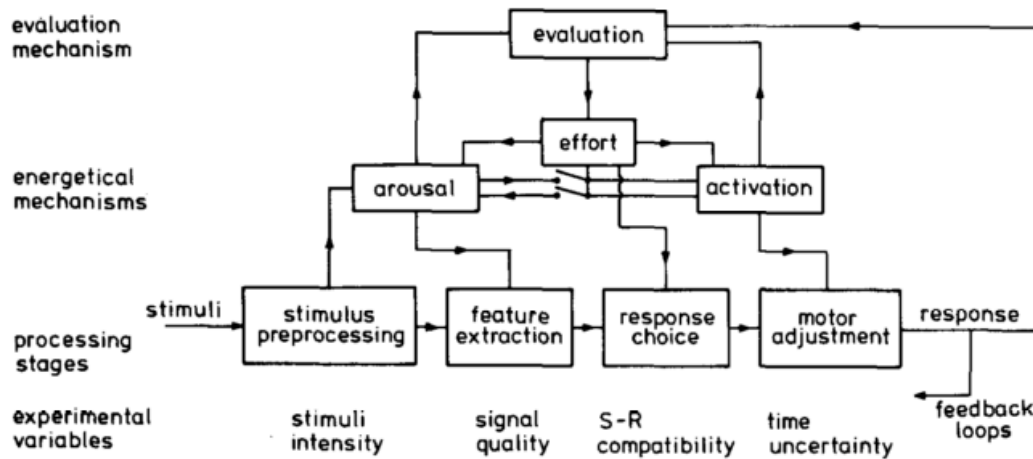 evaluation
mechanism
evaluation
effort
energetical
mechanisms
arousal
activation
stimuli
stimulus
preprocessing
feature
extraction
response
choice
motor
adjustment
response
processing
stages
feedback
loops
experimental
variables
stimuli
intensity
signal
quality
S-R
compatibility
time
uncertainty